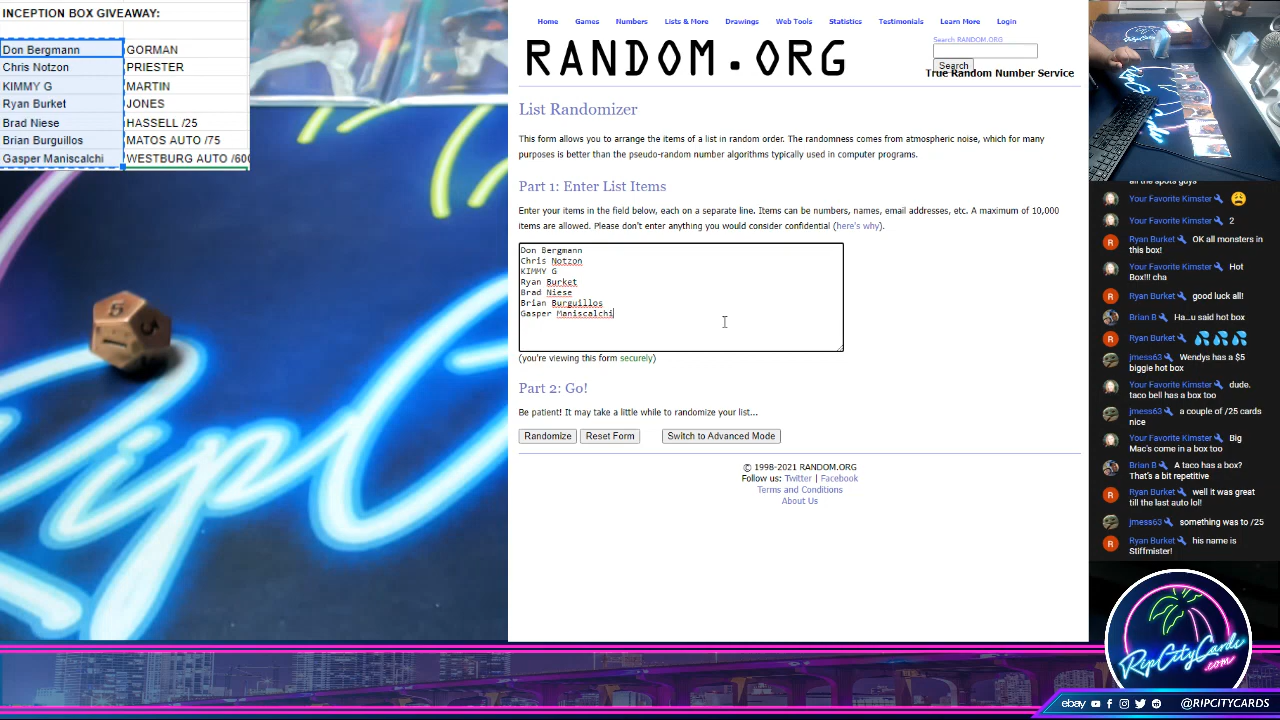 INCEPTION BOX GIVEAWAY:
Don Bergmann GORMAN
Chris Notzon PRIESTER
KIMMY G MARTIN
Ryan Burket JONES
Brad Niese HASSELL /25
Brian Burguillos MATOS AUTO /75
Gasper Maniscalchi WESTBURG AUTO /600
Home Games Numbers Lists & More Drawings Web Tools Statistics Testimonials Learn More Login
RANDOM.ORG
Search RANDOM.ORG
Search
True Random Number Service
List Randomizer
This form allows you to arrange the items of a list in random order. The randomness comes from atmospheric noise, which for many
purposes is better than the pseudo-random number algorithms typically used in computer programs.
Part 1: Enter List Items
Enter your items in the field below, each on a separate line. Items can be numbers, names, email addresses, etc. A maximum of 10,000
items are allowed. Please don't enter anything you would consider confidential (here's why).
Don Bergmann
Chris Notzon
KIMMY G
Ryan Burket
Brad Niese
Brian Burguillos
Gasper Maniscalchi
(you're viewing this form securely)
Part 2: Go!
Be patient! It may take a little while to randomize your list...
Randomize Reset Form Switch to Advanced Mode
© 1998-2021 RANDOM.ORG
Follow us: Twitter | Facebook
Terms and Conditions
About Us
all the spots guys
Your Favorite Kimster
Your Favorite Kimster 2
R Ryan Burket OK all monsters in
this box!
Your Favorite Kimster Hot
Box!!! cha
R Ryan Burket good luck all!
Brian B Ha...u said hot box
R Ryan Burket
jmess63 Wendys has a $5
biggie hot box
Your Favorite Kimster dude.
taco bell has a box too
jmess63 a couple of /25 cards
nice
Your Favorite Kimster Big
Mac's come in a box too
Brian B A taco has a box?
That's a bit repetitive
R Ryan Burket well it was great
till the last auto lol!
jmess63 something was to /25
R Ryan Burket his name is
Stiffmister!
RipCityCards
.com
ebay @RIPCITYCARDS